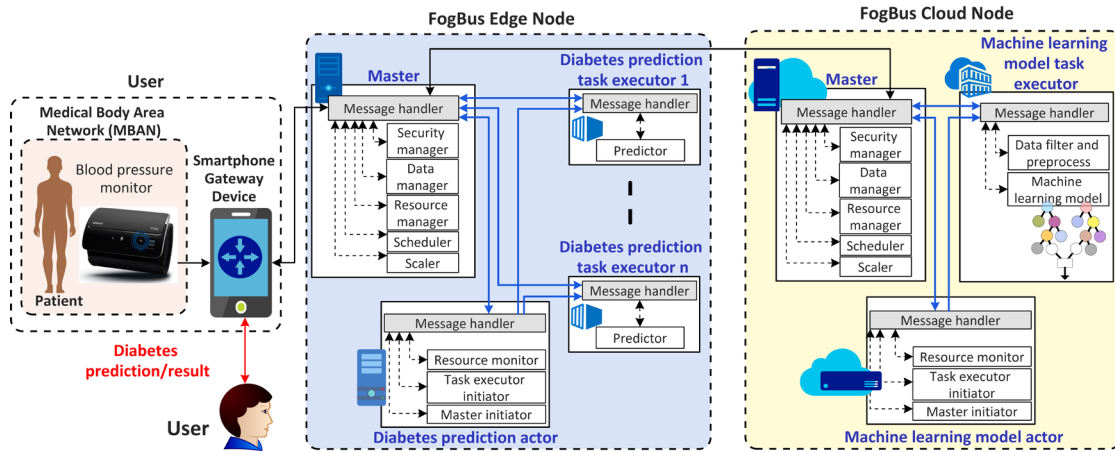 User
Medical Body Area
Network (MBAN)
Blood pressure
monitor
Patient
Smartphone
Gateway
Device
Diabetes
prediction/result
User
FogBus Edge Node
Master
Message handler
Security
manager
Data
manager
Resource
manager
Scheduler
Scaler
Diabetes prediction
task executor 1
Message handler
Predictor
Diabetes prediction
task executor n
Message handler
Predictor
Message handler
Resource monitor
Task executor
initiator
Master initiator
Diabetes prediction actor
FogBus Cloud Node
Master
Message handler
Security
manager
Data
manager
Resource
manager
Scheduler
Scaler
Machine learning
model task
executor
Message handler
Data filter and
preprocess
Machine
learning model
Message handler
Resource monitor
Task executor
initiator
Master initiator
Machine learning model actor